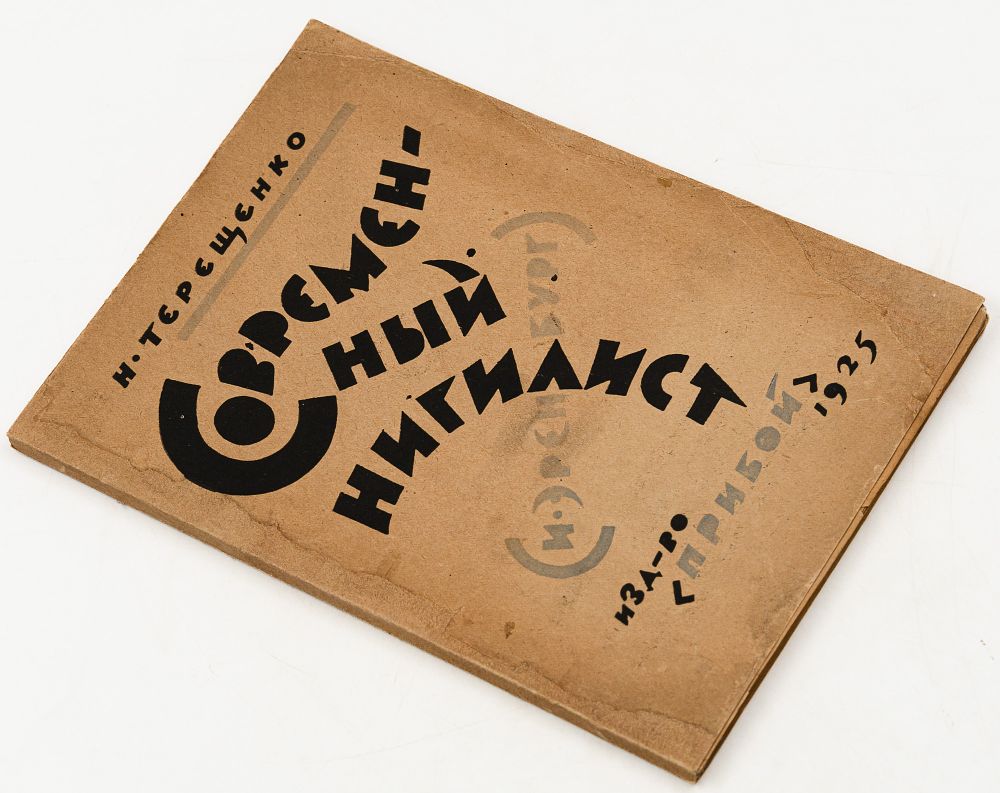 Н. ТЕРЕЩЕНКО
СОВРЕМЕН-
НЫЙ
НИГИЛИСТ
(И. ЭРЕНБУРГ)
ИЗД-ВО
<ПРИБОЙ>
1925